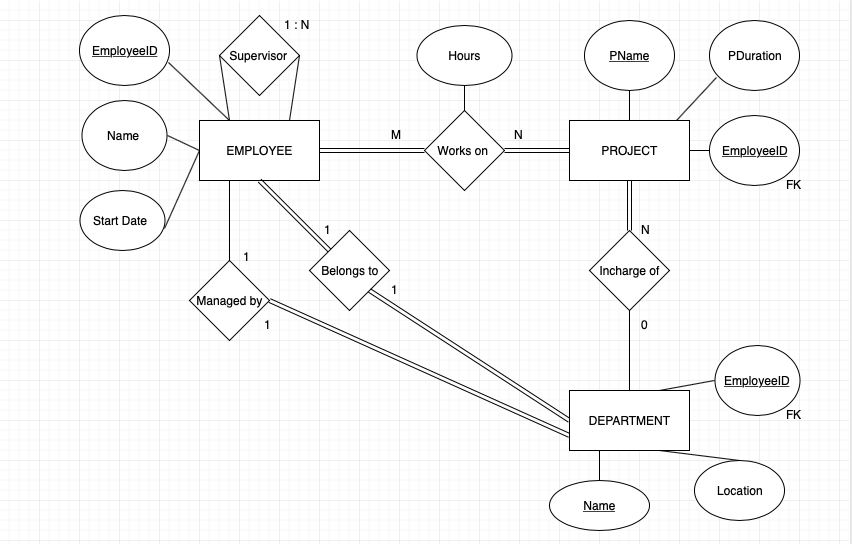 1 : N
EmployeeID
Supervisor
Hours
PName
PDuration
Name
M
N
EMPLOYEE
Works on
PROJECT
EmployeeID
FK
Start Date
1
N
1
Belongs to
Incharge of
1
Managed by
1
0
EmployeeID
FK
DEPARTMENT
Location
Name